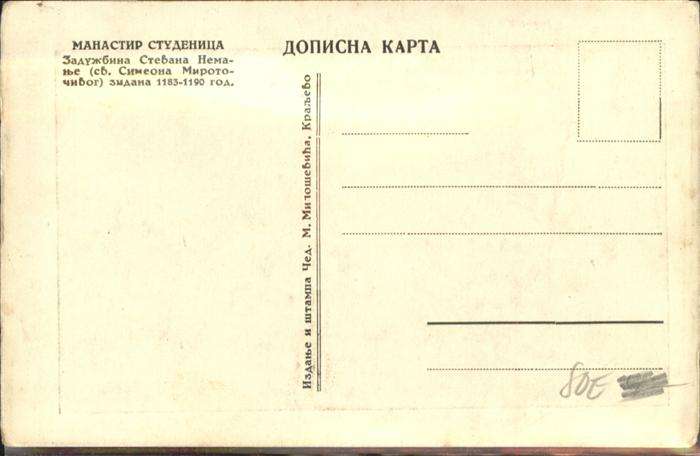 МАНАСТИР СТУДЕНИЦА
Задужбина Стевана Нема-
ње (св. Симеона Мирото-
чивог) зидана 1183-1190 год.
ДОПИСНА КАРТА
Издање и штампа Чед. М. Милошевића, Краљево
80E